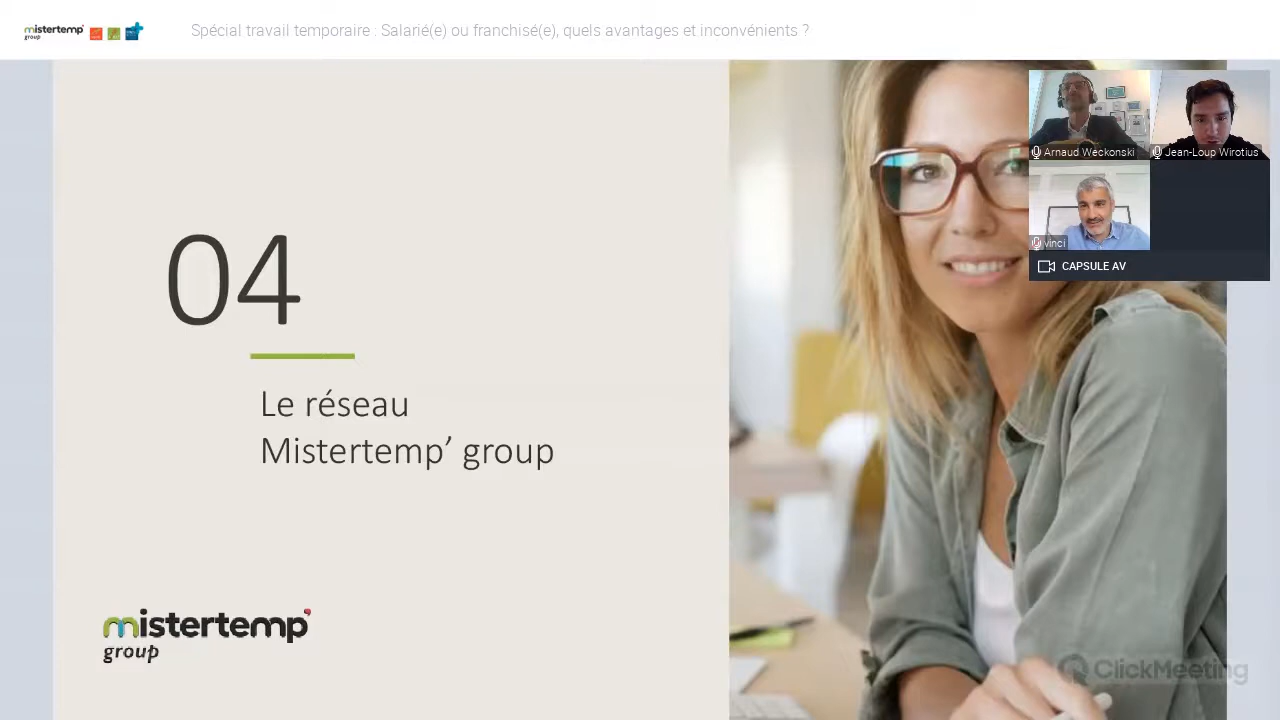 mistertemp'
group
Spécial travail temporaire : Salarié(e) ou franchisé(e), quels avantages et inconvénients ?
Arnaud Weckonski
Jean-Loup Wirotius
vinci
CAPSULE AV
04
Le réseau
Mistertemp' group
mistertemp'
group
ClickMeeting